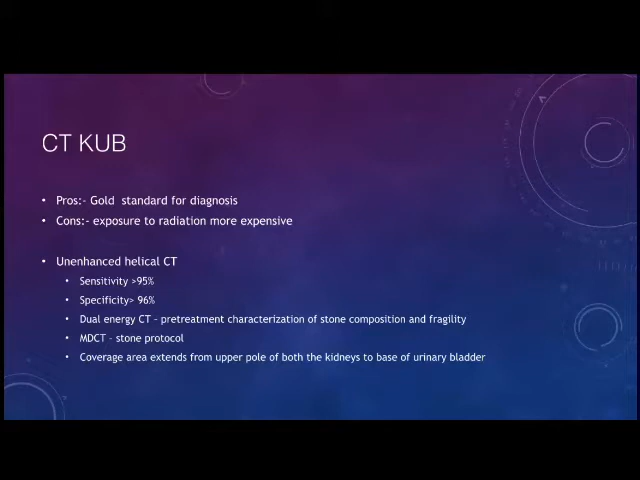 CT KUB
• Pros:- Gold standard for diagnosis
• Cons:- exposure to radiation more expensive
• Unenhanced helical CT
• Sensitivity >95%
• Specificity> 96%
• Dual energy CT – pretreatment characterization of stone composition and fragility
• MDCT – stone protocol
• Coverage area extends from upper pole of both the kidneys to base of urinary bladder